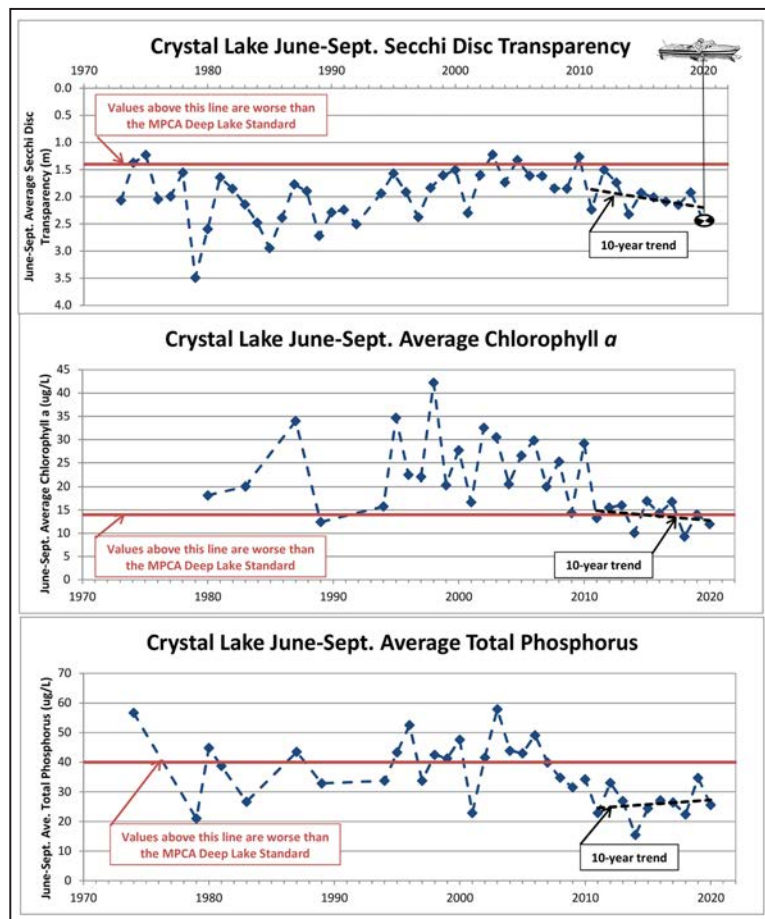 Crystal Lake June-Sept. Secchi Disc Transparency
1970 1980 1990 2000 2010 2020
0.0
0.5
1.0
1.5
2.0
2.5
3.0
3.5
4.0
June-Sept. Average Secchi Disc
Transparency (m)
Values above this line are worse than
the MPCA Deep Lake Standard
10-year trend
Crystal Lake June-Sept. Average Chlorophyll a
45
40
35
30
25
20
15
10
5
0
June-Sept. Average Chlorophyll a (ug/L)
Values above this line are worse than
the MPCA Deep Lake Standard
10-year trend
1970 1980 1990 2000 2010 2020
Crystal Lake June-Sept. Average Total Phosphorus
70
60
50
40
30
20
10
0
June-Sept. Ave. Total Phosphorus (ug/L)
Values above this line are worse than
the MPCA Deep Lake Standard
10-year trend
1970 1980 1990 2000 2010 2020